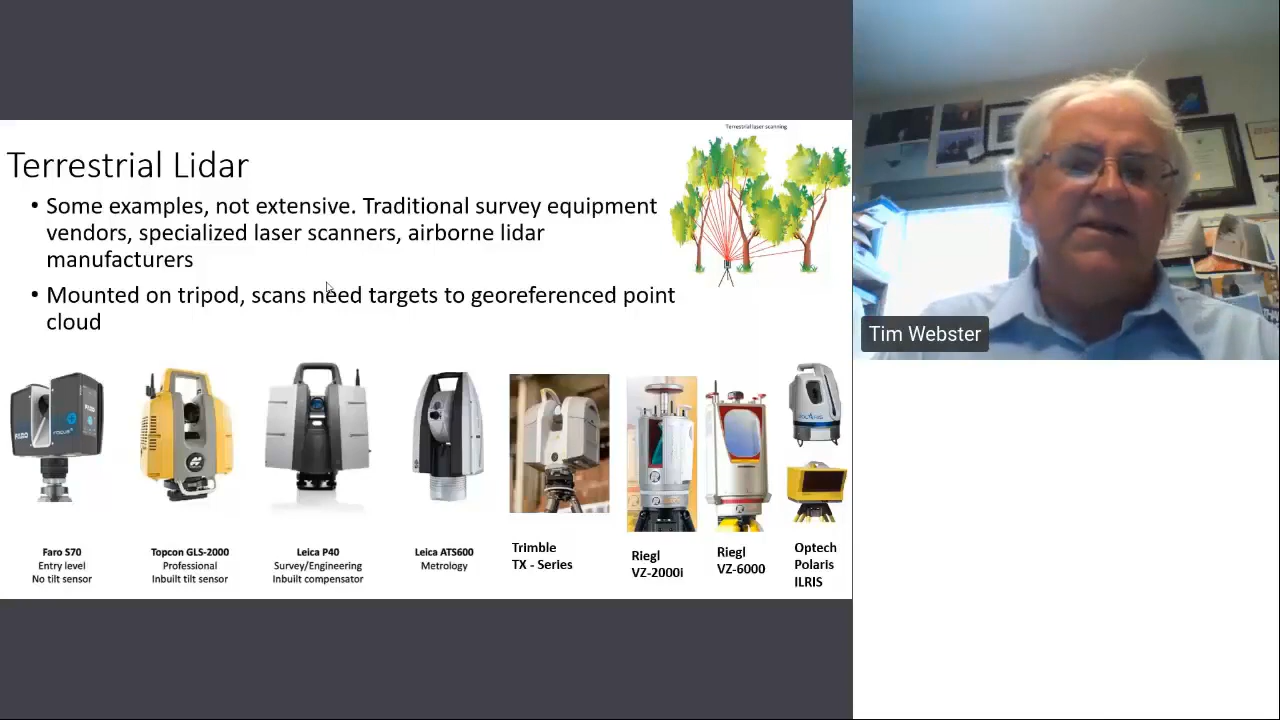 Terrestrial laser scanning
Terrestrial Lidar
• Some examples, not extensive. Traditional survey equipment
vendors, specialized laser scanners, airborne lidar
manufacturers
• Mounted on tripod, scans need targets to georeferenced point
cloud
Tim Webster
FARO
FOCUS
POLARIS
Faro S70
Entry level
No tilt sensor
Topcon GLS-2000
Professional
Inbuilt tilt sensor
Leica P40
Survey/Engineering
Inbuilt compensator
Leica ATS600
Metrology
Trimble
TX - Series
Riegl
VZ-2000i
Riegl
VZ-6000
Optech
Polaris
ILRIS